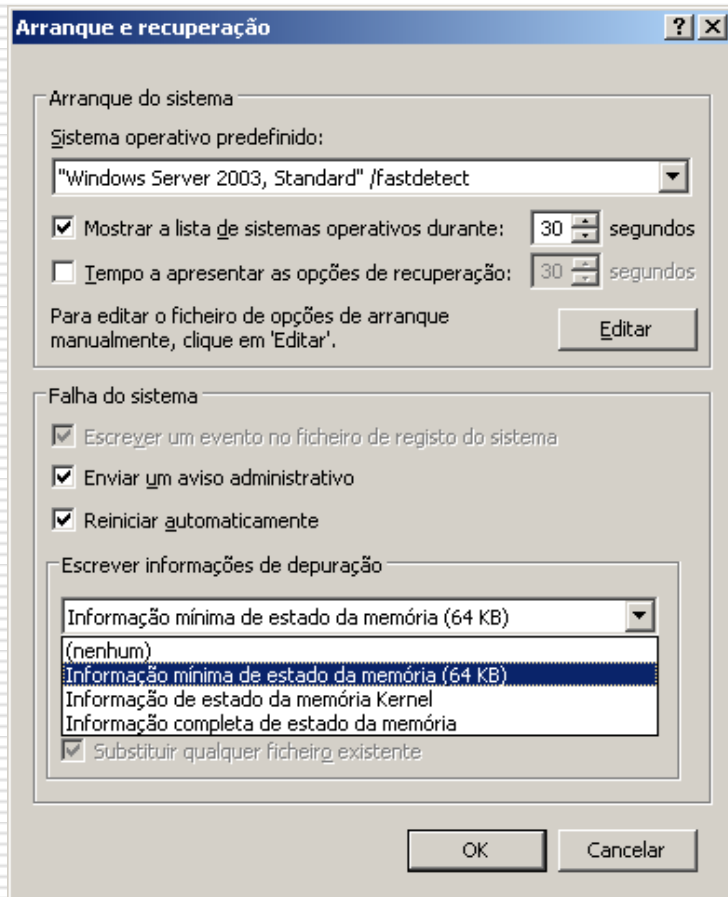 Arranque e recuperação
Arranque do sistema
Sistema operativo predefinido:
"Windows Server 2003, Standard" /fastdetect
Mostrar a lista de sistemas operativos durante: 30 segundos
Tempo a apresentar as opções de recuperação: 30 segundos
Para editar o ficheiro de opções de arranque
manualmente, clique em 'Editar'.
Editar
Falha do sistema
Escrever um evento no ficheiro de registo do sistema
Enviar um aviso administrativo
Reiniciar automaticamente
Escrever informações de depuração
Informação mínima de estado da memória (64 KB)
(nenhum)
Informação mínima de estado da memória (64 KB)
Informação de estado da memória Kernel
Informação completa de estado da memória
Substituir qualquer ficheiro existente
OK Cancelar